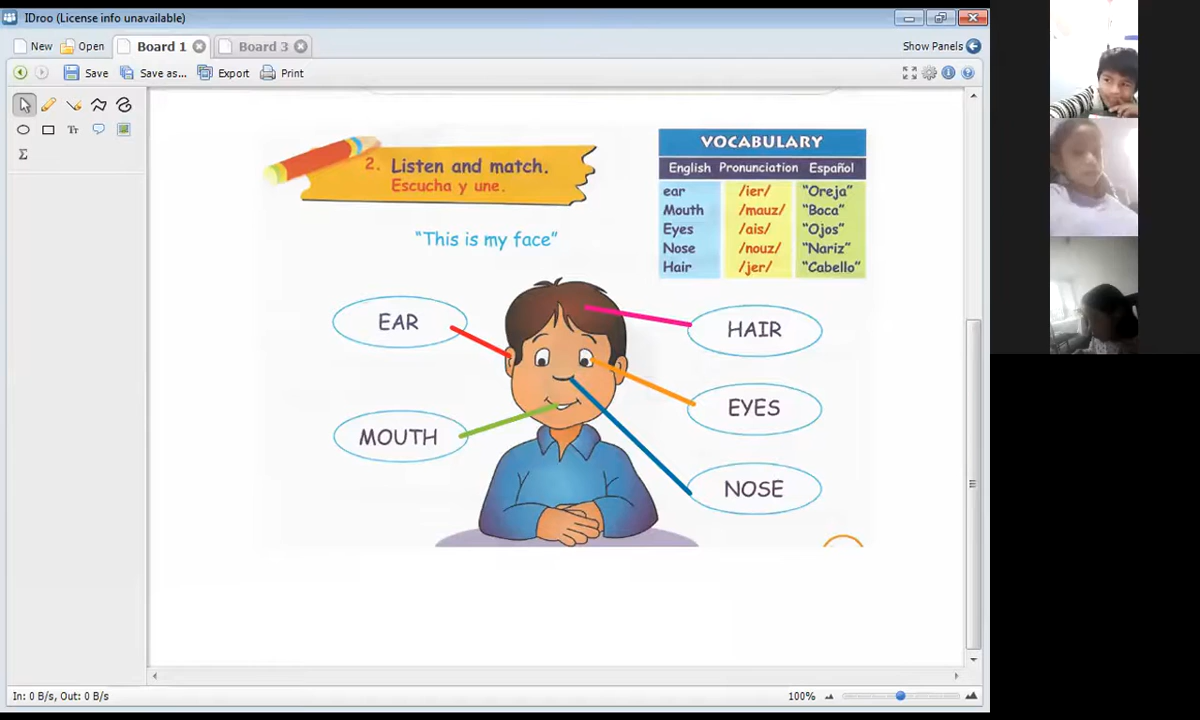 IDroo (License info unavailable)
New Open Board 1 Board 3 Show Panels
Save Save as... Export Print
2. Listen and match.
Escucha y une.
"This is my face"
VOCABULARY
English Pronunciation Español
ear /ier/ "Oreja"
Mouth /mauz/ "Boca"
Eyes /ais/ "Ojos"
Nose /nouz/ "Nariz"
Hair /jer/ "Cabello"
EAR
HAIR
EYES
MOUTH
NOSE
In: 0 B/s, Out: 0 B/s 100%